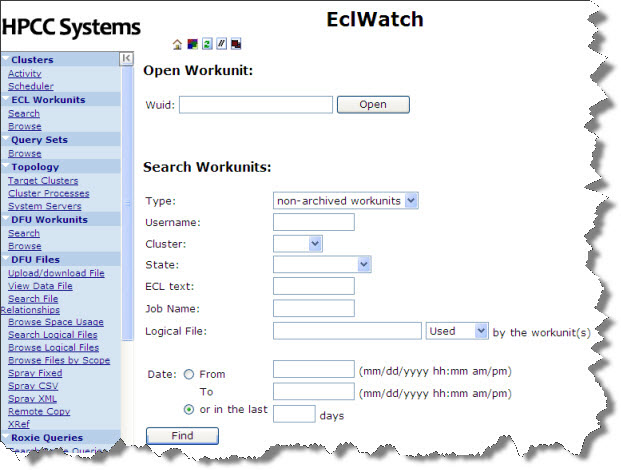 HPCC Systems
EclWatch
Clusters
Activity
Scheduler
ECL Workunits
Search
Browse
Query Sets
Browse
Topology
Target Clusters
Cluster Processes
System Servers
DFU Workunits
Search
Browse
DFU Files
Upload/download File
View Data File
Search File
Relationships
Browse Space Usage
Search Logical Files
Browse Logical Files
Browse Files by Scope
Spray Fixed
Spray CSV
Spray XML
Remote Copy
XRef
Roxie Queries
Open Workunit:
Wuid: Open
Search Workunits:
Type: non-archived workunits
Username:
Cluster:
State:
ECL text:
Job Name:
Logical File: Used by the workunit(s)
Date: From (mm/dd/yyyy hh:mm am/pm)
To (mm/dd/yyyy hh:mm am/pm)
or in the last days
Find